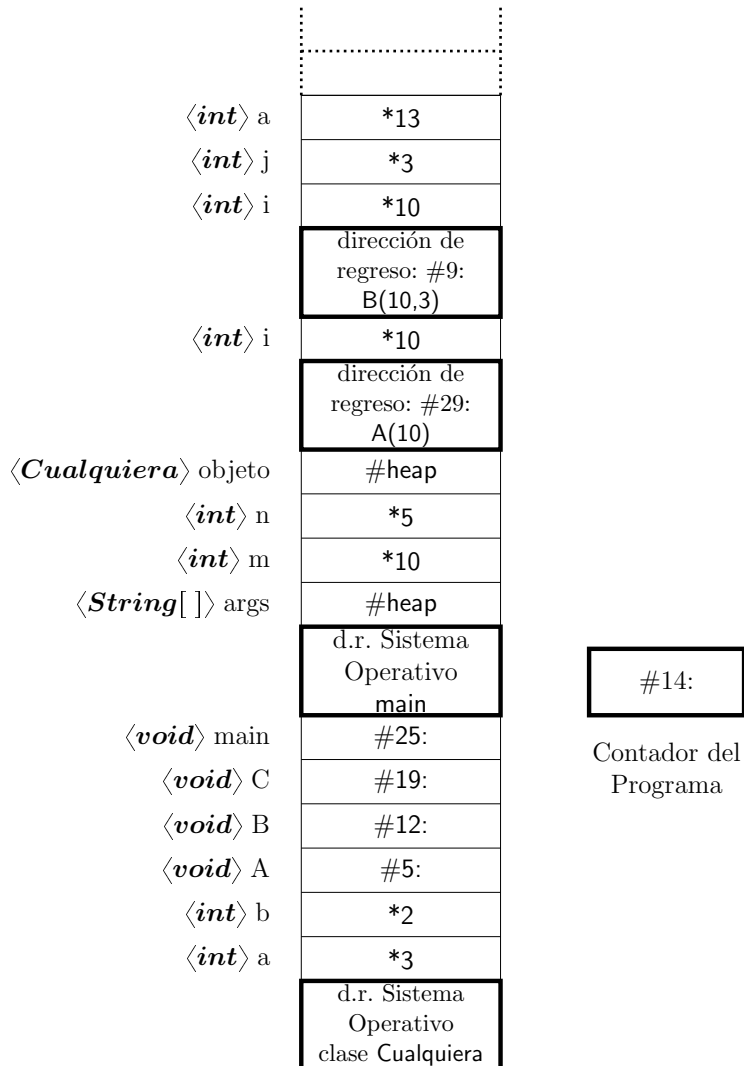 ⟨int⟩ a *13
⟨int⟩ j *3
⟨int⟩ i *10
dirección de
regreso: #9:
B(10,3)
⟨int⟩ i *10
dirección de
regreso: #29:
A(10)
⟨Cualquiera⟩ objeto #heap
⟨int⟩ n *5
⟨int⟩ m *10
⟨String[ ]⟩ args #heap
d.r. Sistema
Operativo
main
#14:
⟨void⟩ main #25:
⟨void⟩ C #19:
⟨void⟩ B #12:
⟨void⟩ A #5:
⟨int⟩ b *2
⟨int⟩ a *3
d.r. Sistema
Operativo
clase Cualquiera
Contador del
Programa